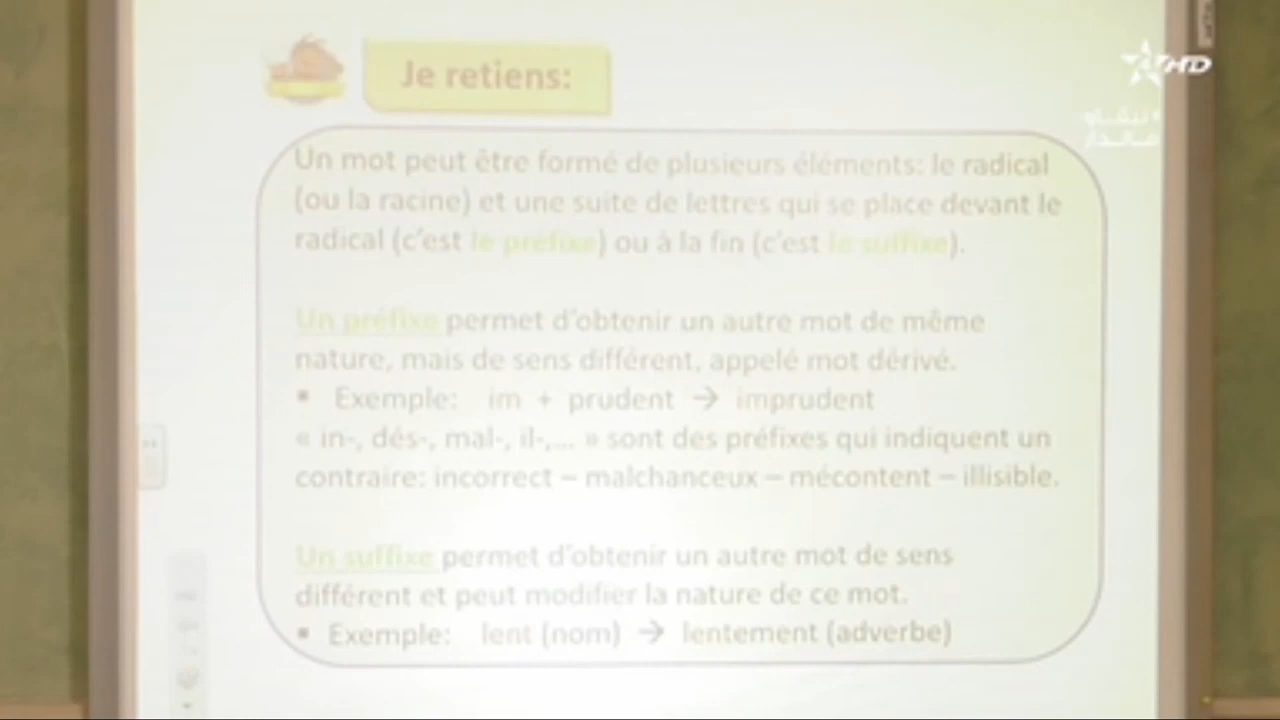 Je retiens:
HD
Un mot peut être formé de plusieurs éléments: le radical
(ou la racine) et une suite de lettres qui se place devant le
radical (c'est le préfixe) ou à la fin (c'est le suffixe).
Un préfixe permet d'obtenir un autre mot de même
nature, mais de sens différent, appelé mot dérivé.
▪ Exemple: im + prudent → imprudent
« in-, dés-, mal-, il-,... » sont des préfixes qui indiquent un
contraire: incorrect – malchanceux – mécontent – illisible.
Un suffixe permet d'obtenir un autre mot de sens
différent et peut modifier la nature de ce mot.
▪ Exemple: lent (nom) → lentement (adverbe)